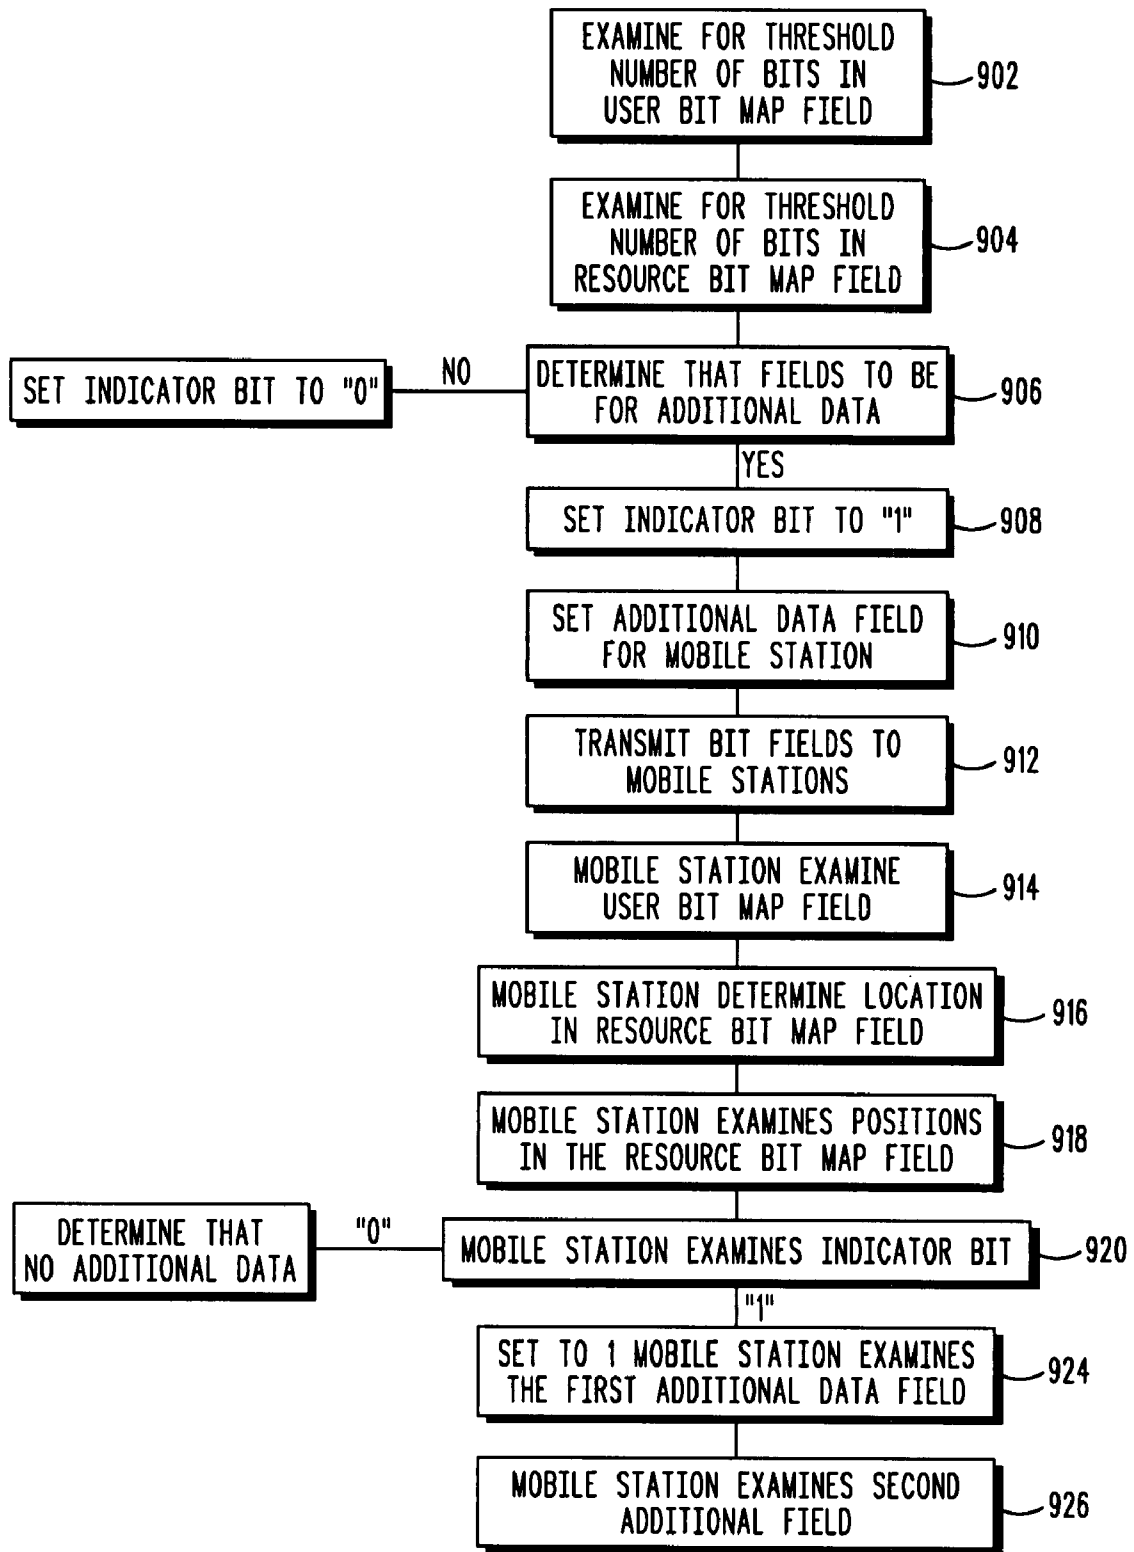 EXAMINE FOR THRESHOLD
NUMBER OF BITS IN
USER BIT MAP FIELD
902
EXAMINE FOR THRESHOLD
NUMBER OF BITS IN
RESOURCE BIT MAP FIELD
904
SET INDICATOR BIT TO "0"
NO
DETERMINE THAT FIELDS TO BE
FOR ADDITIONAL DATA
906
YES
SET INDICATOR BIT TO "1"
908
SET ADDITIONAL DATA FIELD
FOR MOBILE STATION
910
TRANSMIT BIT FIELDS TO
MOBILE STATIONS
912
MOBILE STATION EXAMINE
USER BIT MAP FIELD
914
MOBILE STATION DETERMINE LOCATION
IN RESOURCE BIT MAP FIELD
916
MOBILE STATION EXAMINES POSITIONS
IN THE RESOURCE BIT MAP FIELD
918
DETERMINE THAT
NO ADDITIONAL DATA
"0"
MOBILE STATION EXAMINES INDICATOR BIT
920
"1"
SET TO 1 MOBILE STATION EXAMINES
THE FIRST ADDITIONAL DATA FIELD
924
MOBILE STATION EXAMINES SECOND
ADDITIONAL FIELD
926